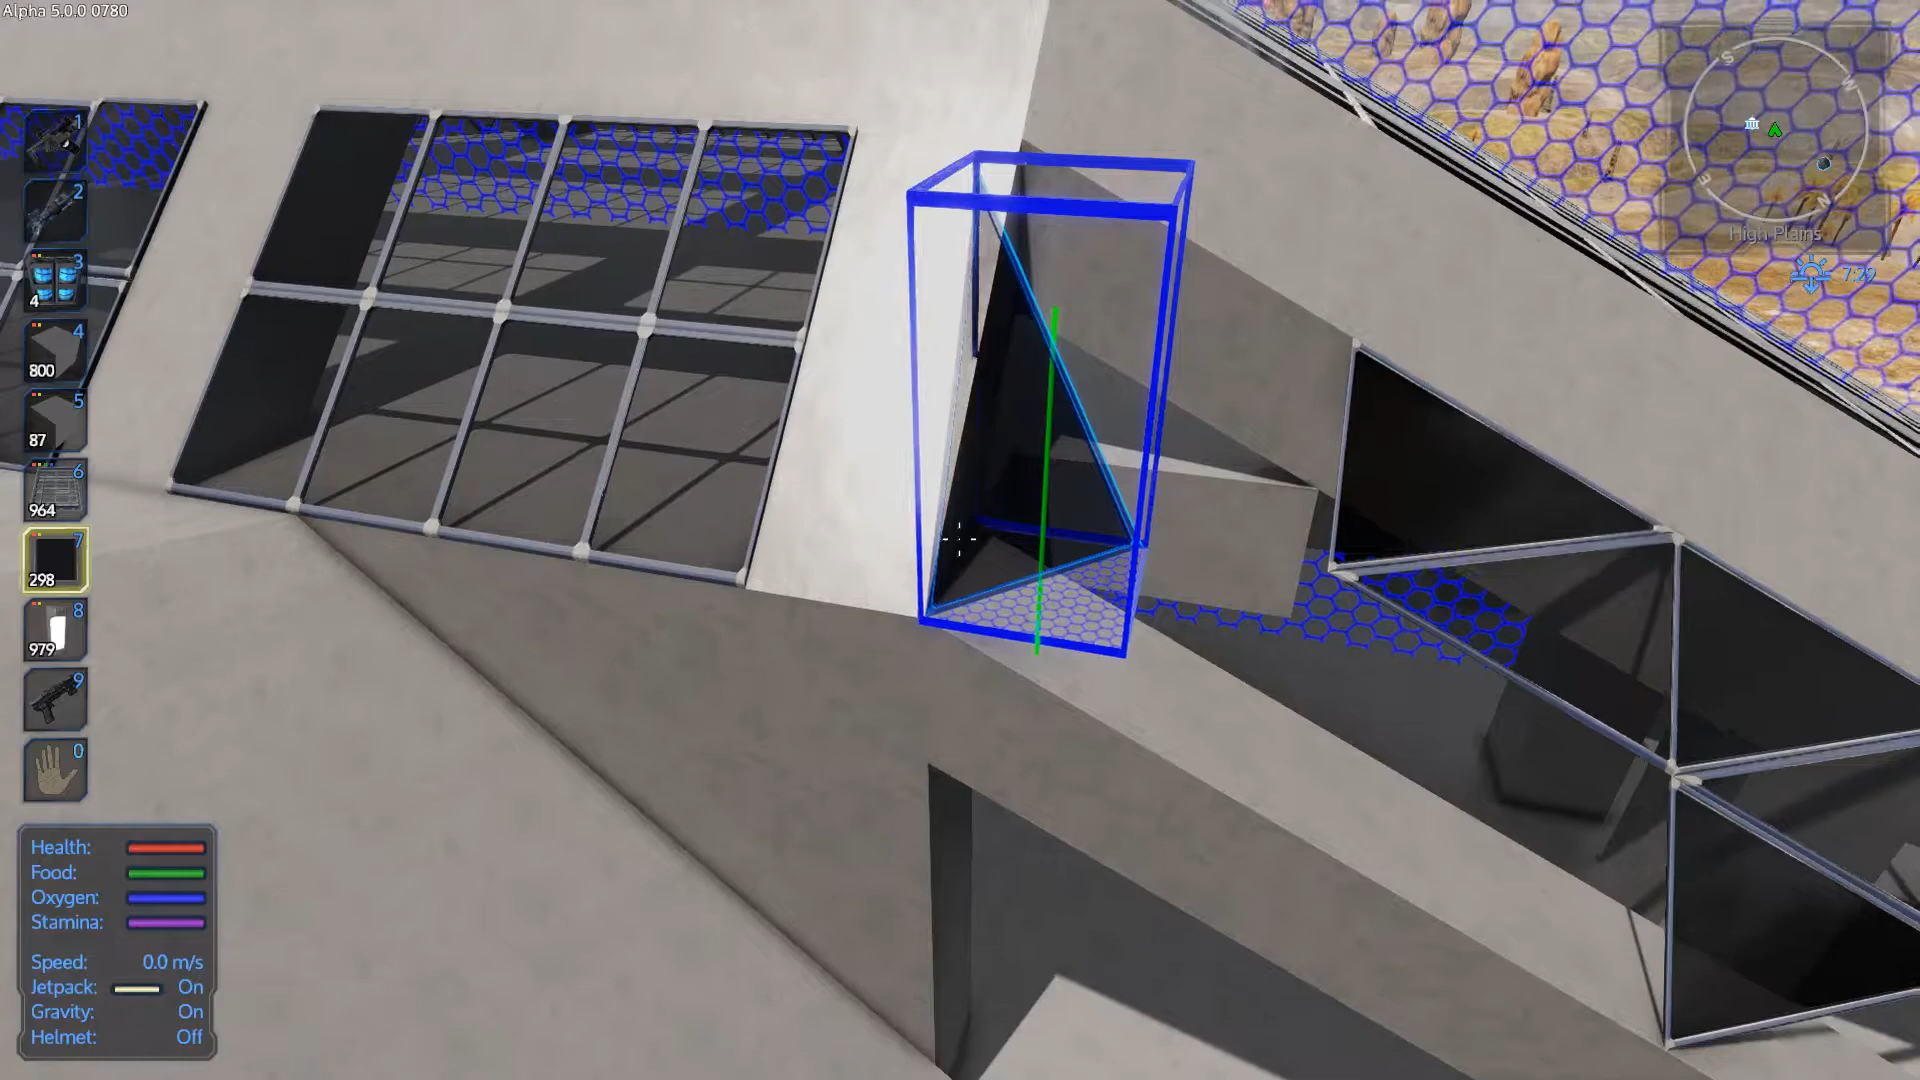 Alpha 5.0.0 0780
S
W
E
N
High Plains
7:29
1
2
3
4
4
800
5
87
6
964
7
298
8
979
9
0
Health:
Food:
Oxygen:
Stamina:
Speed: 0.0 m/s
Jetpack: On
Gravity: On
Helmet: Off